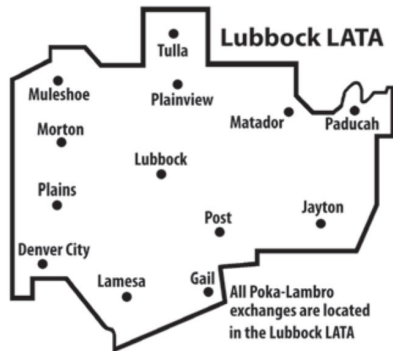 Lubbock LATA
Tulla
Muleshoe
Plainview
Matador
Paducah
Morton
Lubbock
Plains
Post
Jayton
Denver City
Lamesa
Gail
All Poka-Lambro
exchanges are located
in the Lubbock LATA